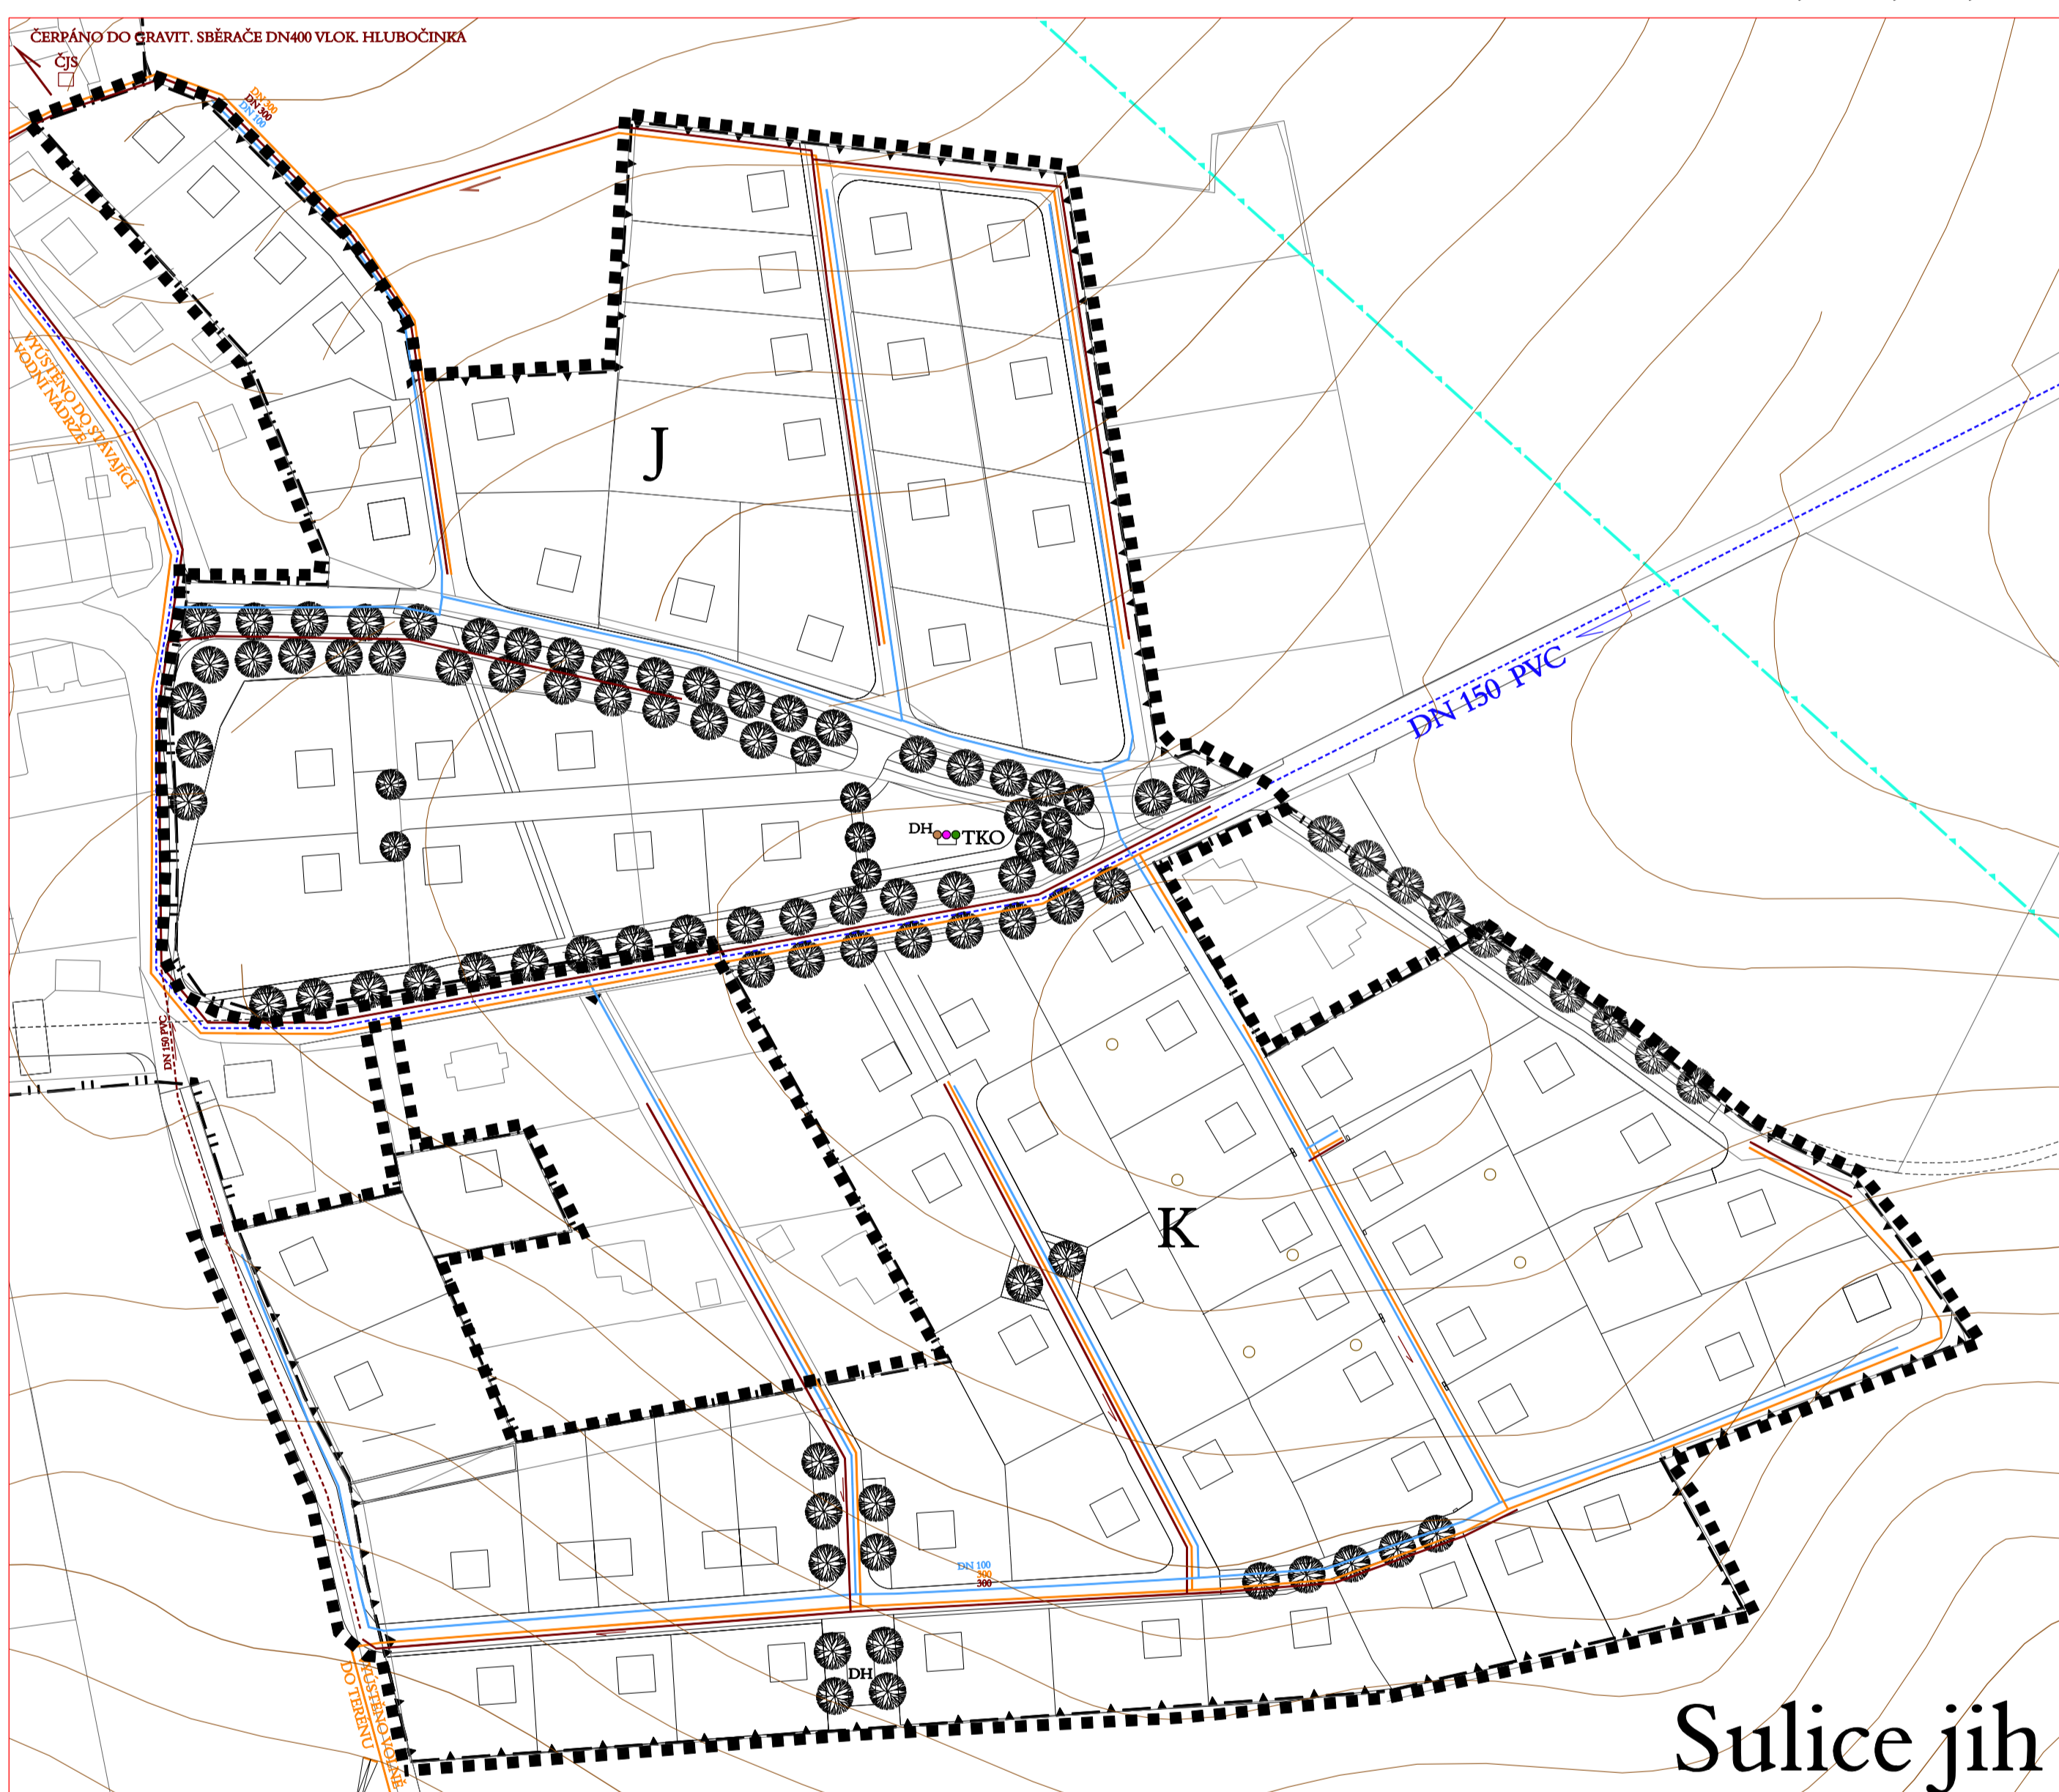 ČERPÁNO DO GRAVIT. SBĚRAČE DN400 VLOK. HLUBOČINKA
ČJS
DN 300
DN 300
DN 100
VYÚSTĚNO DO STÁVAJÍCÍ
VODNÍ NÁDRŽE
J
DN 150 PVC
DH
TKO
DN 150 PVC
K
DN 100
300
300
DH
VYÚSTĚNO VOLNĚ
DO TERÉNU
Sulice jih